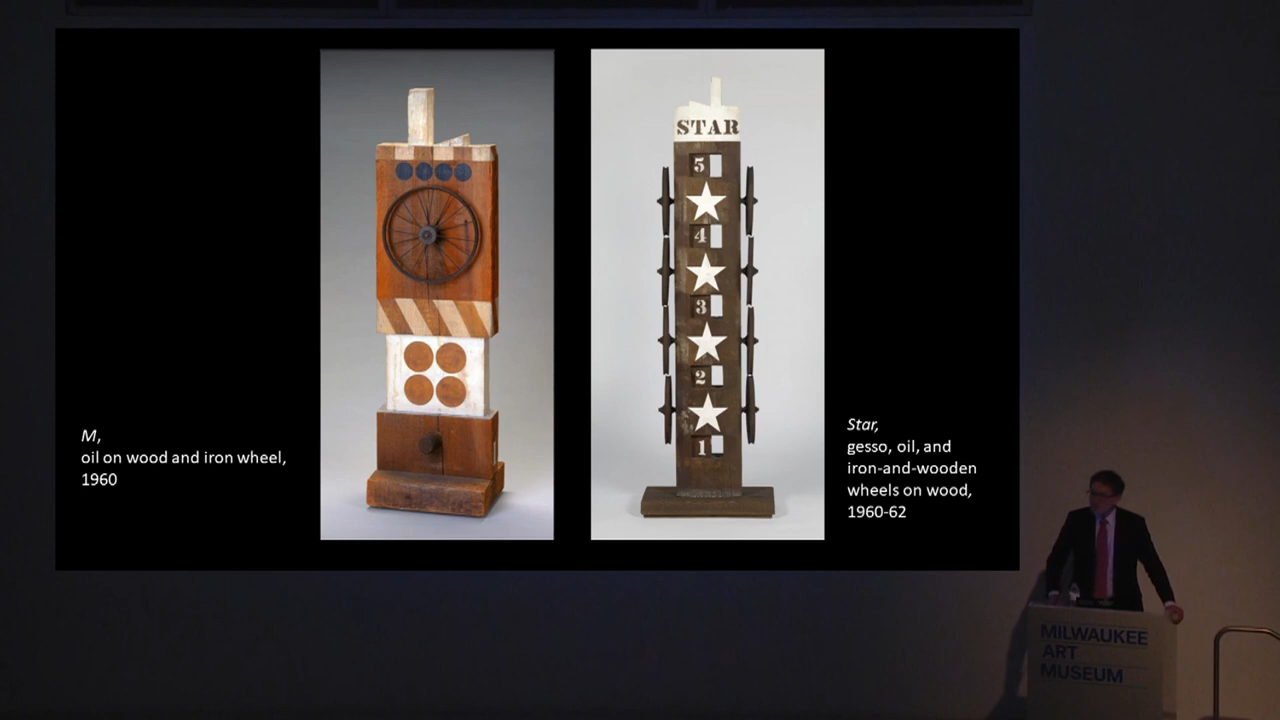 M,
oil on wood and iron wheel,
1960
STAR
5
4
3
2
1
Star,
gesso, oil, and
iron-and-wooden
wheels on wood,
1960-62
MILWAUKEE
ART
MUSEUM